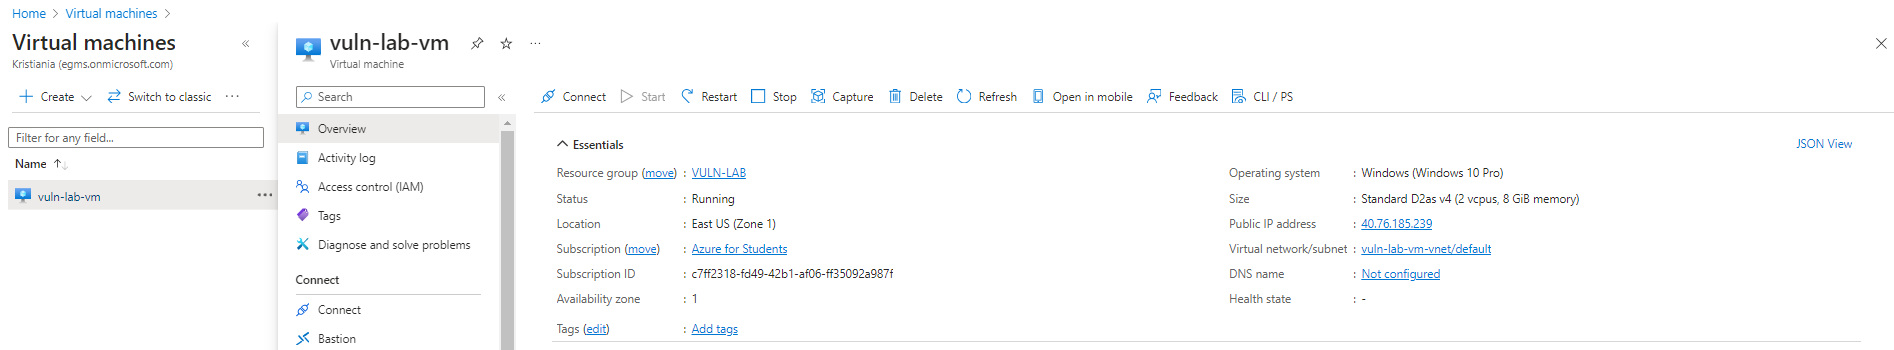 Home > Virtual machines >
Virtual machines «
Kristiania (egms.onmicrosoft.com)
+ Create Switch to classic ...
Filter for any field...
Name ↑↓
vuln-lab-vm ...
vuln-lab-vm ...
Virtual machine
Search «
Overview
Activity log
Access control (IAM)
Tags
Diagnose and solve problems
Connect
Connect
Bastion
Connect Start Restart Stop Capture Delete Refresh Open in mobile Feedback CLI / PS
Essentials JSON View
Resource group (move) : VULN-LAB
Status : Running
Location : East US (Zone 1)
Subscription (move) : Azure for Students
Subscription ID : c7ff2318-fd49-42b1-af06-ff35092a987f
Availability zone : 1
Tags (edit) : Add tags
Operating system : Windows (Windows 10 Pro)
Size : Standard D2as v4 (2 vcpus, 8 GiB memory)
Public IP address : 40.76.185.239
Virtual network/subnet : vuln-lab-vm-vnet/default
DNS name : Not configured
Health state : -